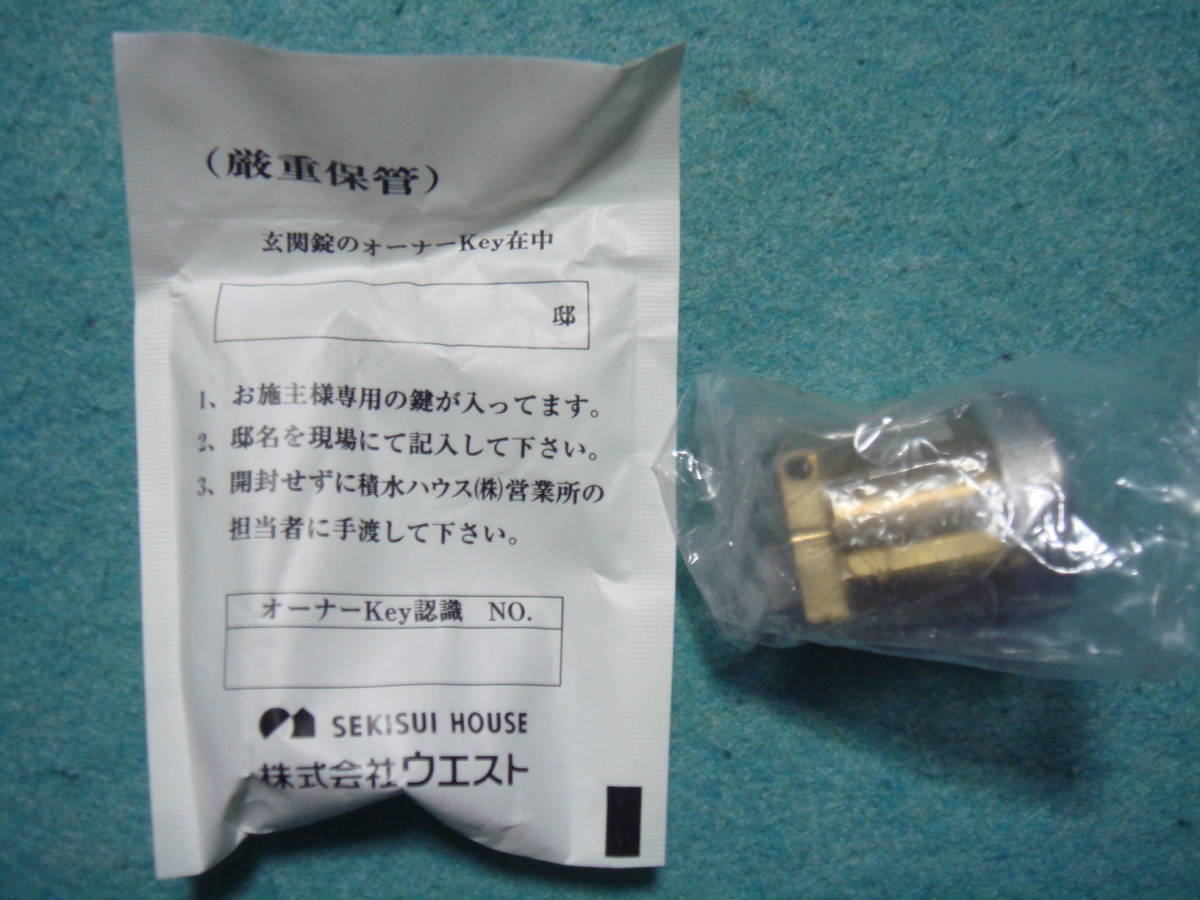 （厳重保管）
玄関錠のオーナーKey在中
邸
1、お施主様専用の鍵が入ってます。
2、邸名を現場にて記入して下さい。
3、開封せずに積水ハウス㈱営業所の
担当者に手渡して下さい。
オーナーKey認識 NO.
SEKISUI HOUSE
株式会社ウエスト